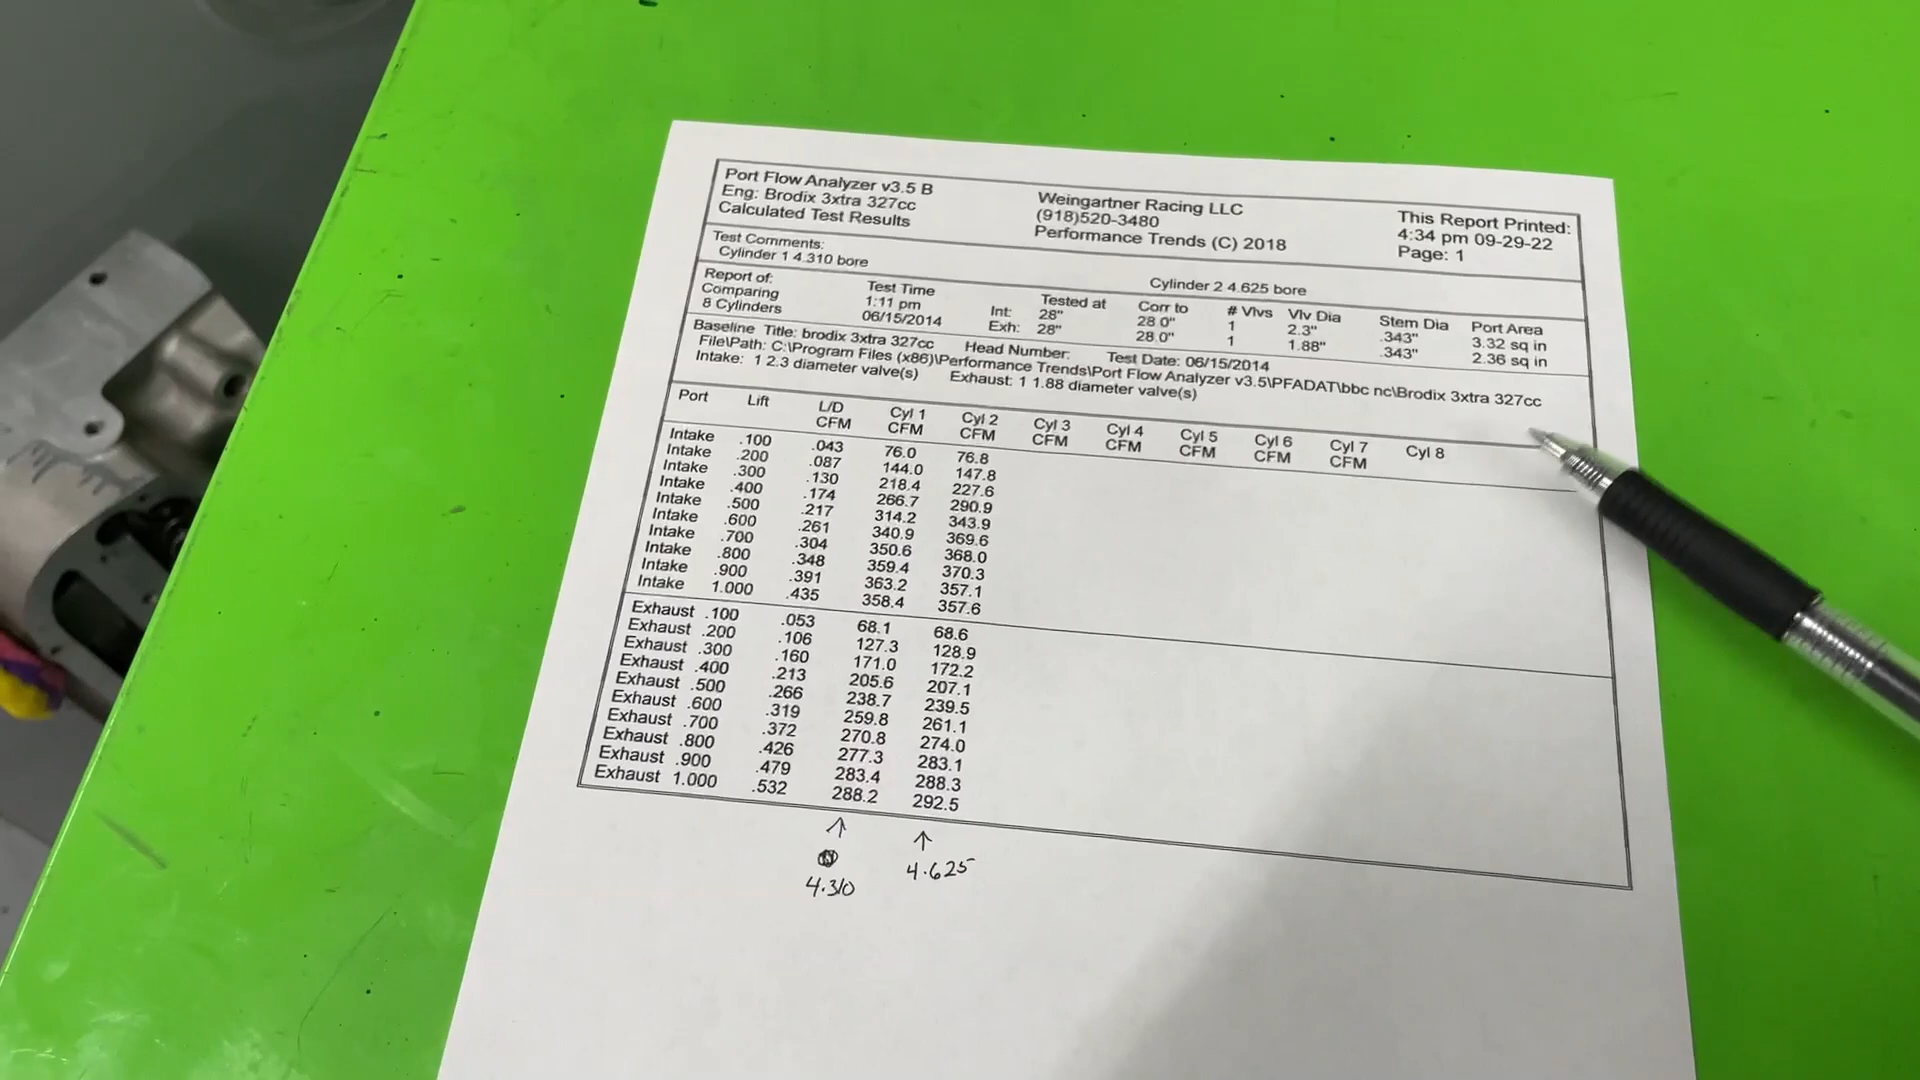 Port Flow Analyzer v3.5 B
Eng: Brodix 3xtra 327cc
Calculated Test Results
Weingartner Racing LLC
(918)520-3480
Performance Trends (C) 2018
This Report Printed:
4:34 pm 09-29-22
Page: 1
Test Comments:
Cylinder 1 4.310 bore
Cylinder 2 4.625 bore
Report of:
Comparing
8 Cylinders
Test Time
1:11 pm
06/15/2014
Tested at Corr to # Vlvs Vlv Dia Stem Dia Port Area
Int: 28" 28.0" 1 2.3" .343" 3.32 sq in
Exh: 28" 28.0" 1 1.88" .343" 2.36 sq in
Baseline Title: brodix 3xtra 327cc Head Number: Test Date: 06/15/2014
File\Path: C:\Program Files (x86)\Performance Trends\Port Flow Analyzer v3.5\PFADAT\bbc nc\Brodix 3xtra 327cc
Intake: 1 2.3 diameter valve(s) Exhaust: 1 1.88 diameter valve(s)
Port Lift L/D Cyl 1 Cyl 2 Cyl 3 Cyl 4 Cyl 5 Cyl 6 Cyl 7 Cyl 8
CFM CFM CFM CFM CFM CFM CFM CFM
Intake .100 .043 76.0 76.8
Intake .200 .087 144.0 147.8
Intake .300 .130 218.4 227.6
Intake .400 .174 266.7 290.9
Intake .500 .217 314.2 343.9
Intake .600 .261 340.9 369.6
Intake .700 .304 350.6 368.0
Intake .800 .348 359.4 370.3
Intake .900 .391 363.2 357.1
Intake 1.000 .435 358.4 357.6
Exhaust .100 .053 68.1 68.6
Exhaust .200 .106 127.3 128.9
Exhaust .300 .160 171.0 172.2
Exhaust .400 .213 205.6 207.1
Exhaust .500 .266 238.7 239.5
Exhaust .600 .319 259.8 261.1
Exhaust .700 .372 270.8 274.0
Exhaust .800 .426 277.3 283.1
Exhaust .900 .479 283.4 288.3
Exhaust 1.000 .532 288.2 292.5
4.310 4.625